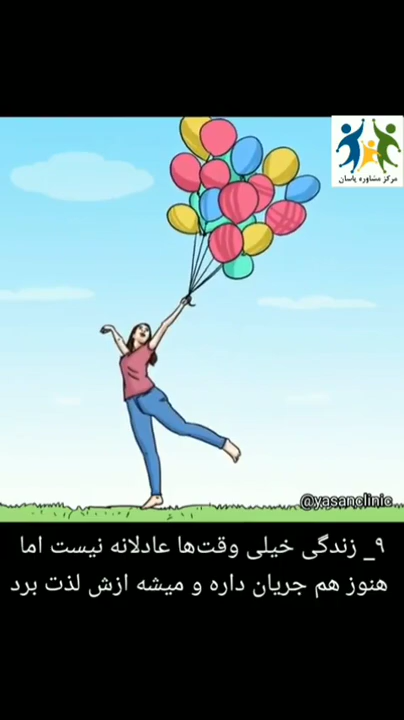 مرکز مشاوره یاسان
@yasanclinic
۹_ زندگی خیلی وقت‌ها عادلانه نیست اما
هنوز هم جریان داره و میشه ازش لذت برد